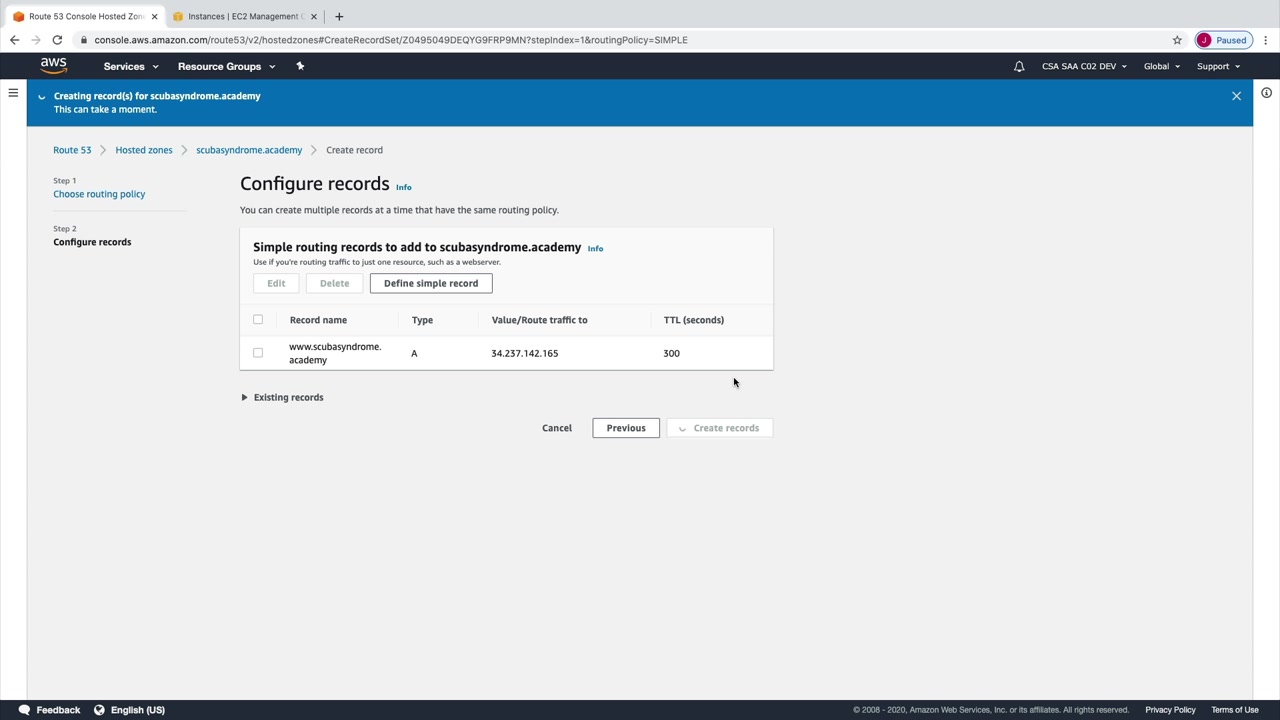 Route 53 Console Hosted Zon
Instances | EC2 Management C
console.aws.amazon.com/route53/v2/hostedzones#CreateRecordSet/Z0495049DEQYG9FRP9MN?stepIndex=1&routingPolicy=SIMPLE
J Paused
aws Services Resource Groups CSA SAA C02 DEV Global Support
Creating record(s) for scubasyndrome.academy
This can take a moment.
Route 53 Hosted zones scubasyndrome.academy Create record
Step 1
Choose routing policy
Step 2
Configure records
Configure records Info
You can create multiple records at a time that have the same routing policy.
Simple routing records to add to scubasyndrome.academy Info
Use if you're routing traffic to just one resource, such as a webserver.
Edit Delete Define simple record
Record name Type Value/Route traffic to TTL (seconds)
www.scubasyndrome.
academy
A 34.237.142.165 300
Existing records
Cancel Previous Create records
Feedback English (US) © 2008 - 2020, Amazon Web Services, Inc. or its affiliates. All rights reserved. Privacy Policy Terms of Use